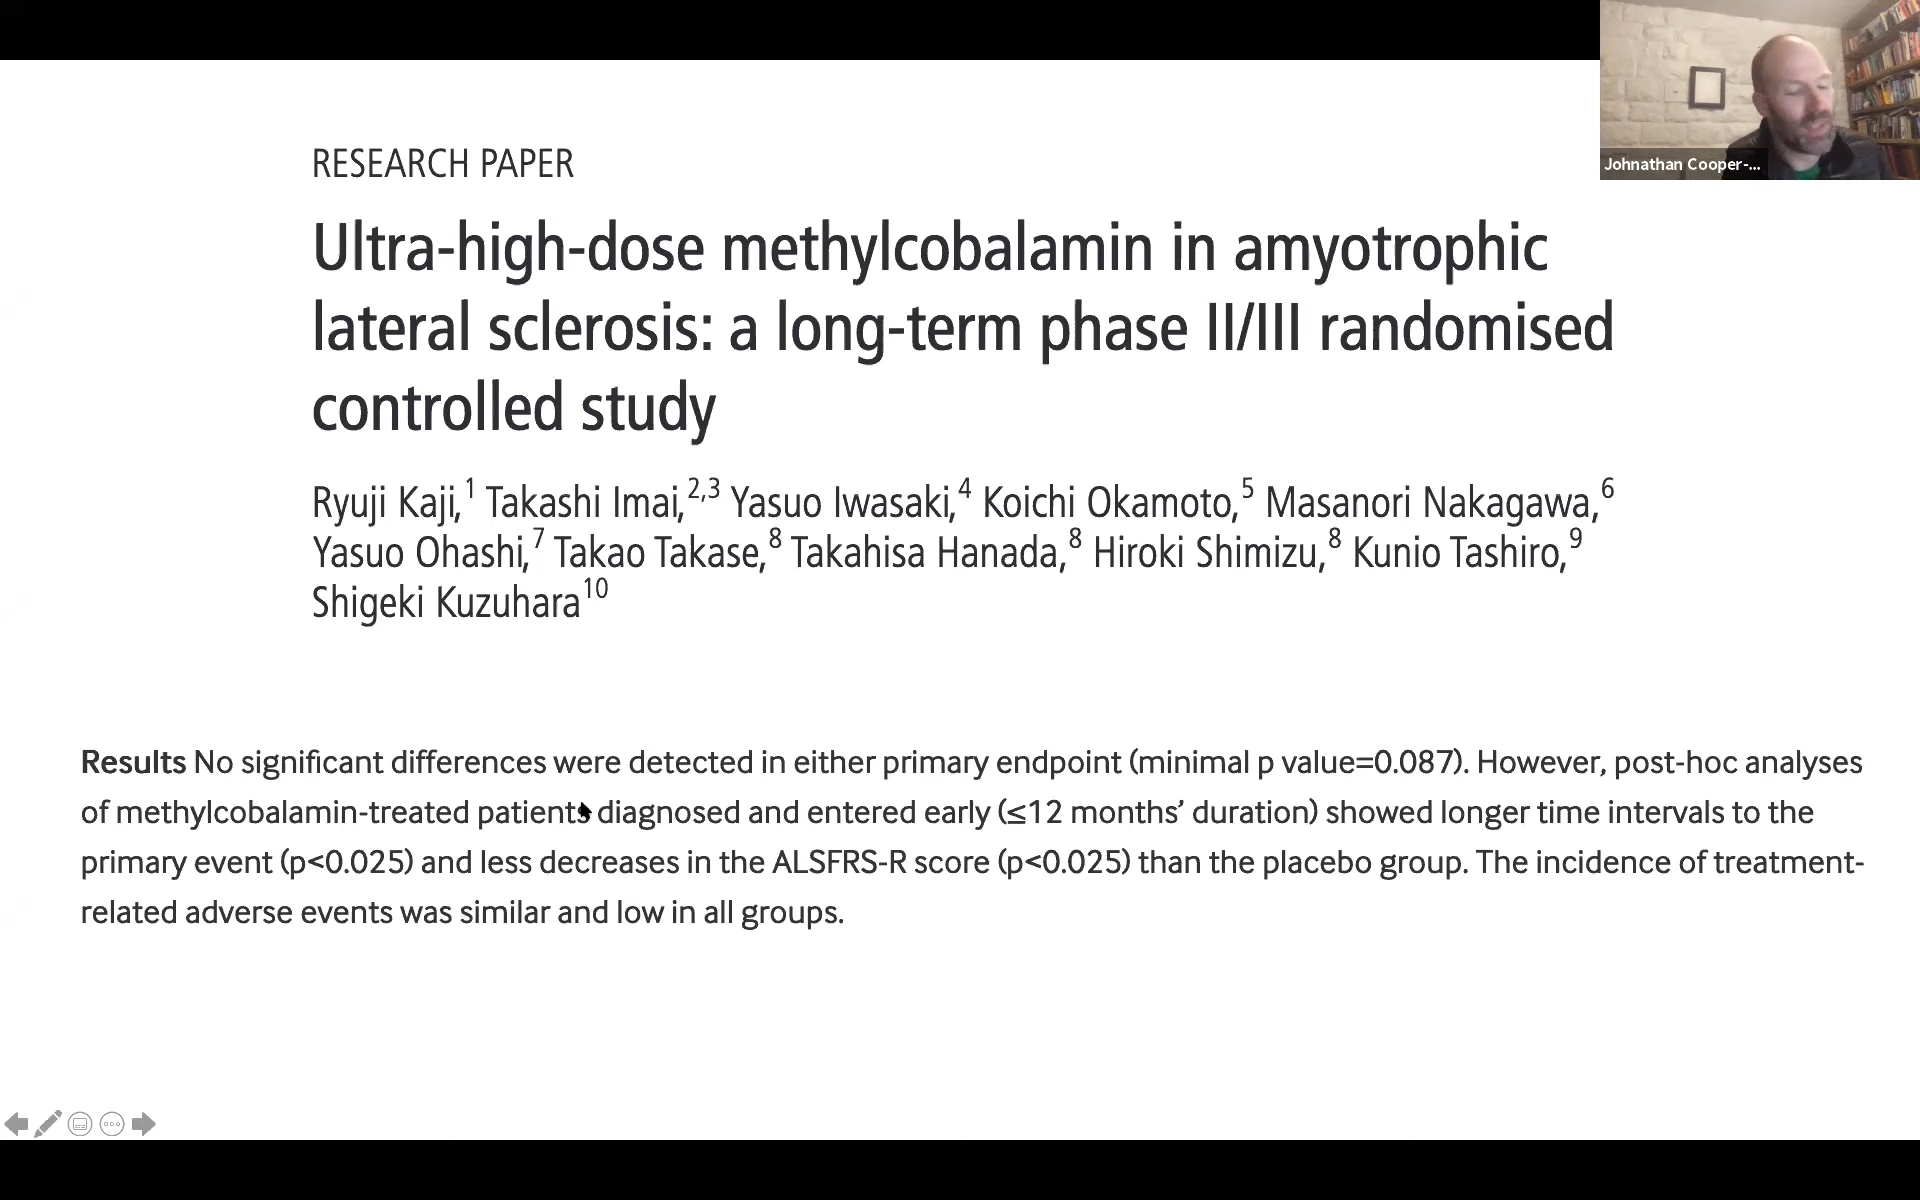 Johnathan Cooper-...
RESEARCH PAPER
Ultra-high-dose methylcobalamin in amyotrophic
lateral sclerosis: a long-term phase II/III randomised
controlled study
Ryuji Kaji,1 Takashi Imai,2,3 Yasuo Iwasaki,4 Koichi Okamoto,5 Masanori Nakagawa,6
Yasuo Ohashi,7 Takao Takase,8 Takahisa Hanada,8 Hiroki Shimizu,8 Kunio Tashiro,9
Shigeki Kuzuhara10
Results No significant differences were detected in either primary endpoint (minimal p value=0.087). However, post-hoc analyses
of methylcobalamin-treated patients diagnosed and entered early (≤12 months’ duration) showed longer time intervals to the
primary event (p<0.025) and less decreases in the ALSFRS-R score (p<0.025) than the placebo group. The incidence of treatment-
related adverse events was similar and low in all groups.